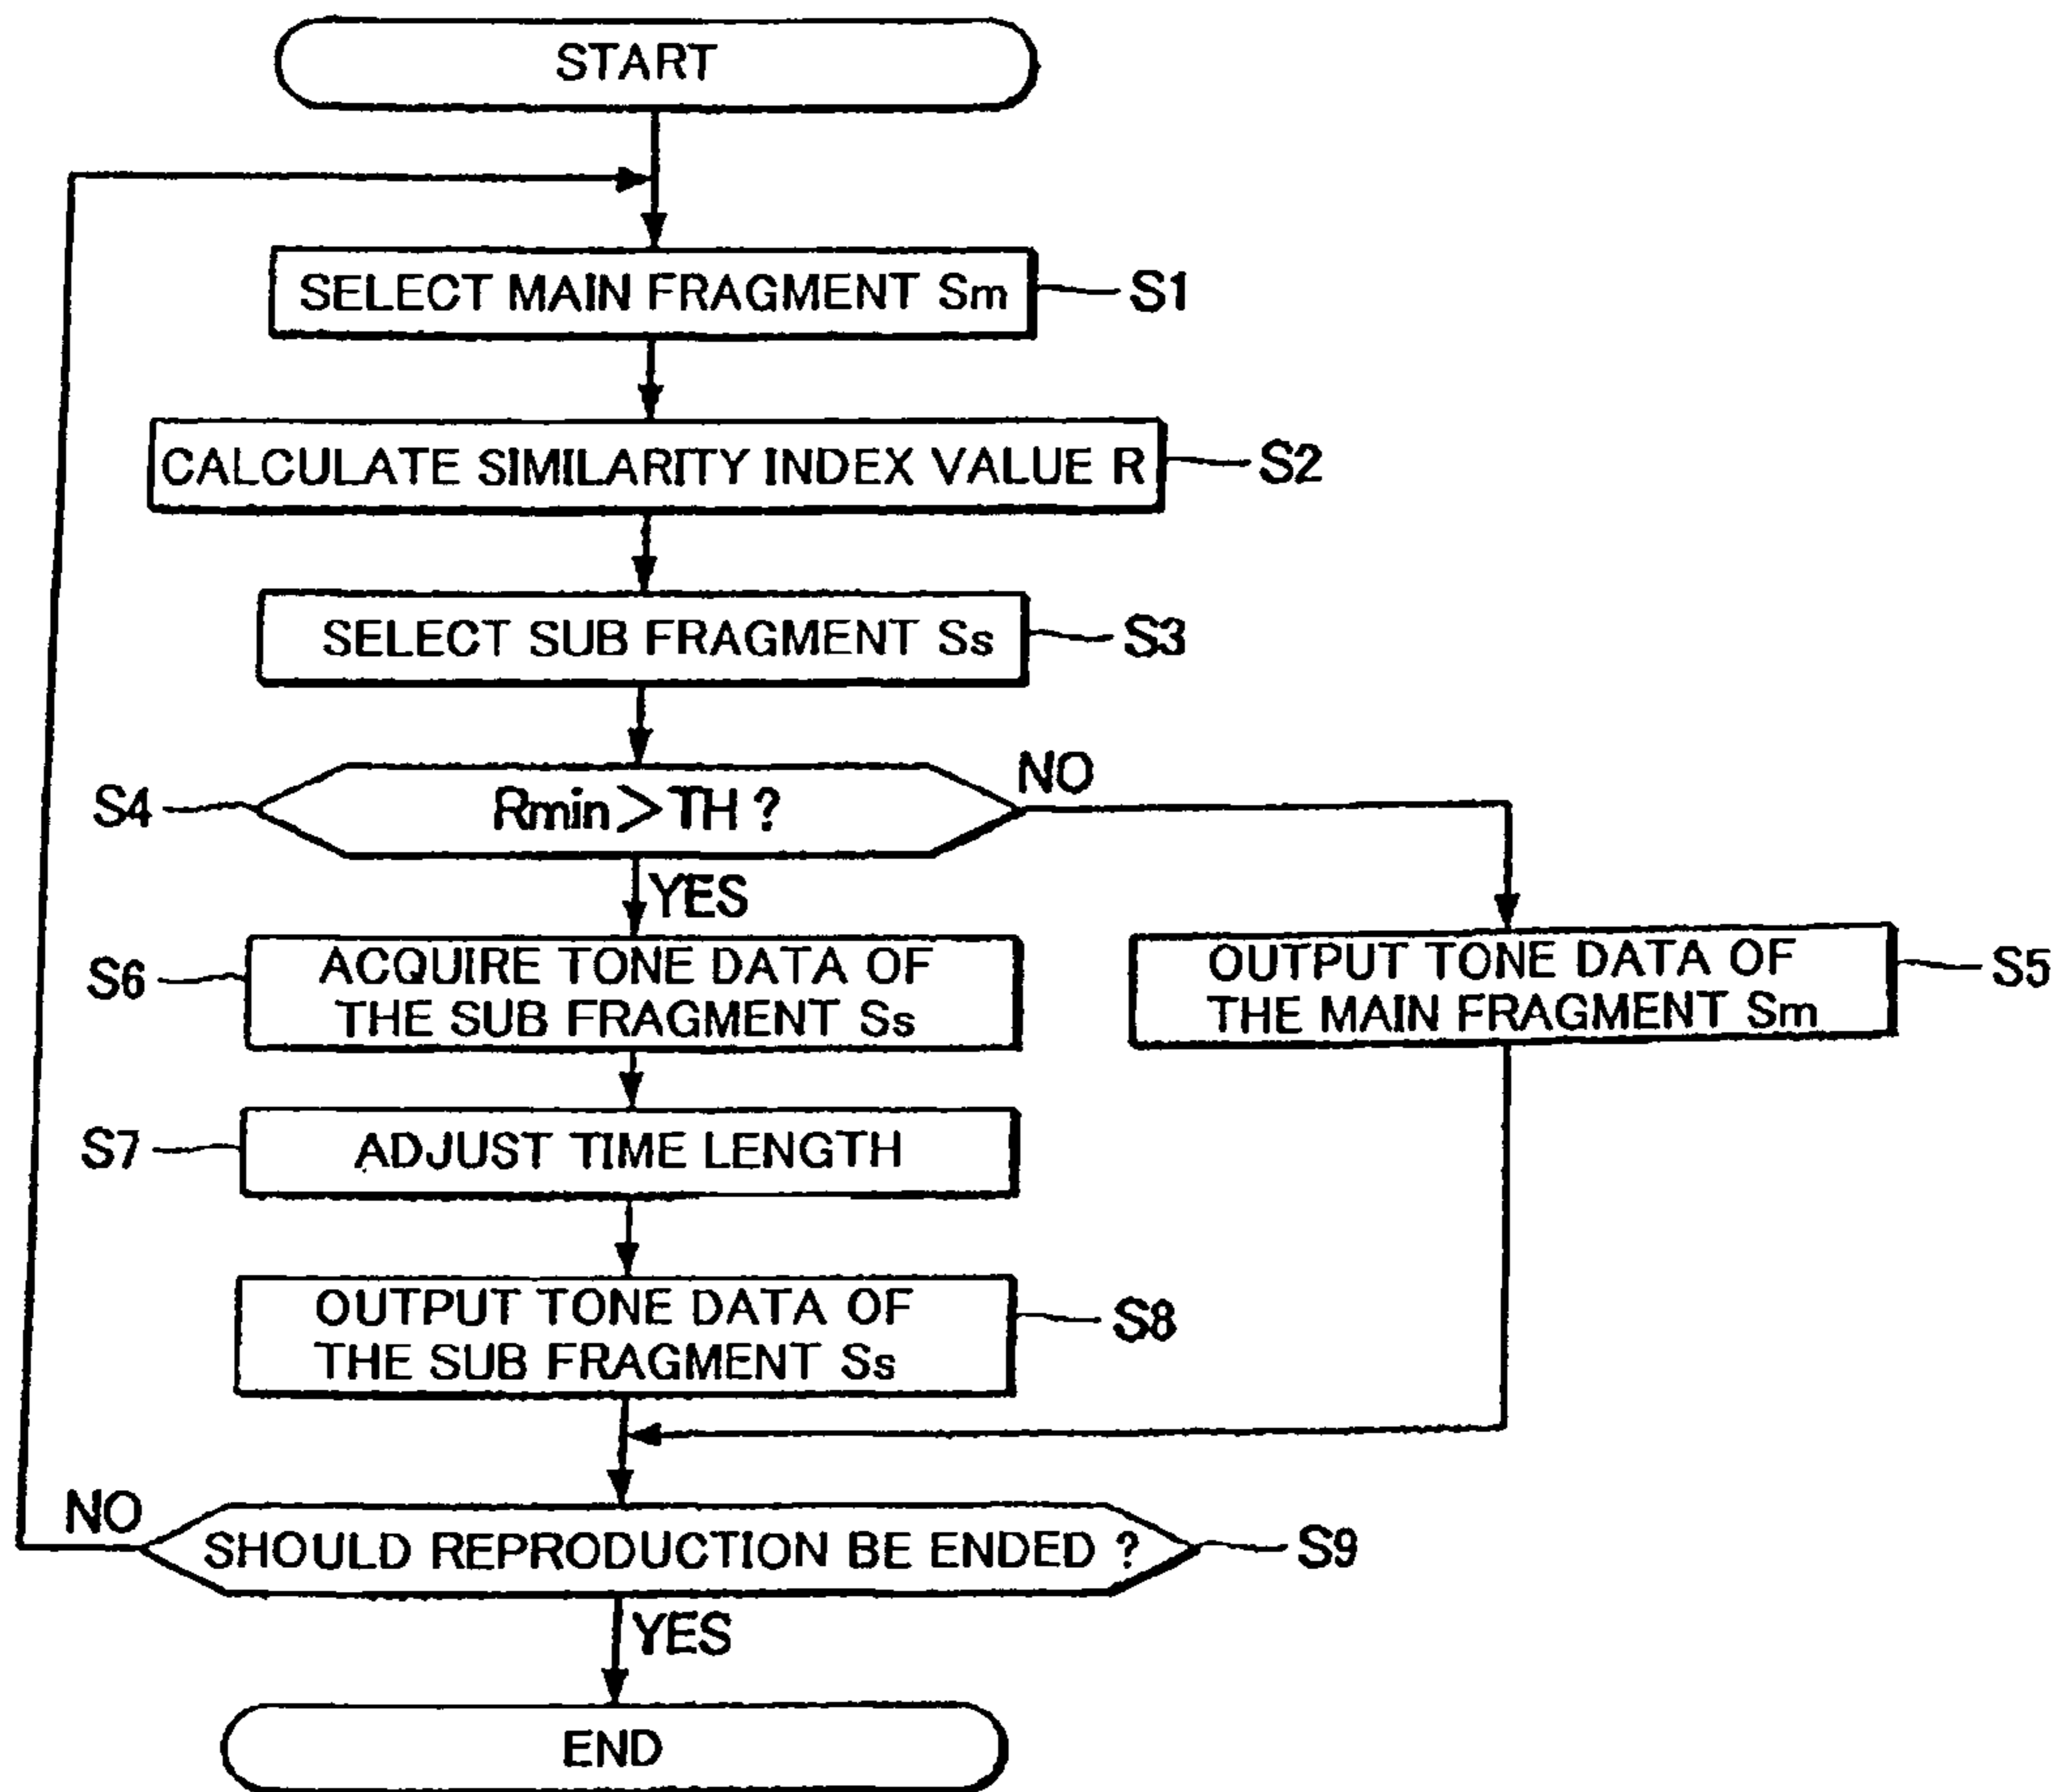 START
SELECT MAIN FRAGMENT Sm
S1
CALCULATE SIMILARITY INDEX VALUE R
S2
SELECT SUB FRAGMENT Ss
S3
S4
Rmin>TH ?
NO
YES
S6
ACQUIRE TONE DATA OF
THE SUB FRAGMENT Ss
OUTPUT TONE DATA OF
THE MAIN FRAGMENT Sm
S5
S7
ADJUST TIME LENGTH
OUTPUT TONE DATA OF
THE SUB FRAGMENT Ss
S8
NO
SHOULD REPRODUCTION BE ENDED ?
S9
YES
END